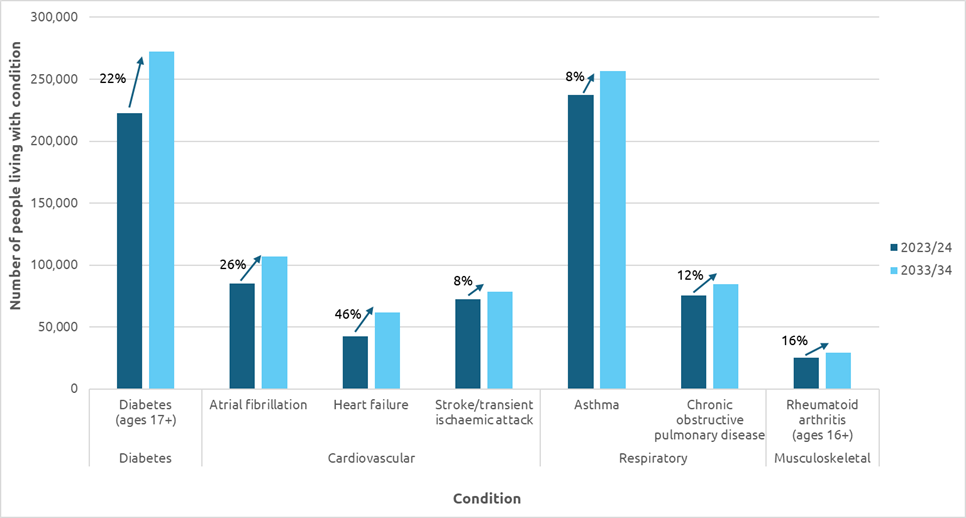 300,000
250,000
200,000
150,000
100,000
50,000
0
Number of people living with condition
22%
26%
46%
8%
8%
12%
16%
2023/24
2033/34
Diabetes
(ages 17+)
Atrial fibrillation
Heart failure
Stroke/transient
ischaemic attack
Asthma
Chronic
obstructive
pulmonary disease
Rheumatoid
arthritis
(ages 16+)
Diabetes
Cardiovascular
Respiratory
Musculoskeletal
Condition